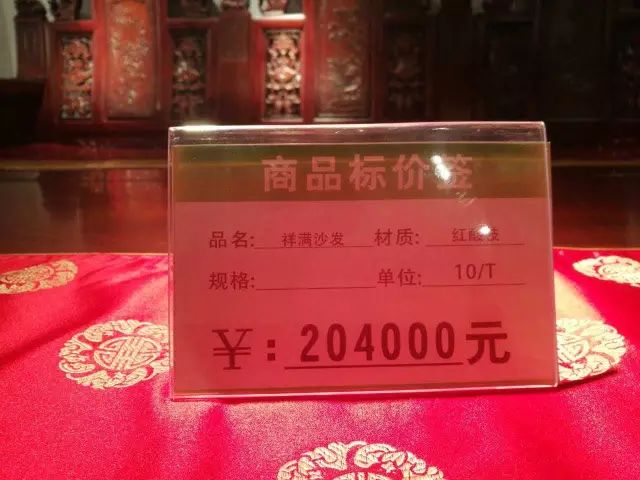 商品标价签
品名: 祥满沙发 材质: 红酸枝
规格: 单位: 10/T
¥: 204000元